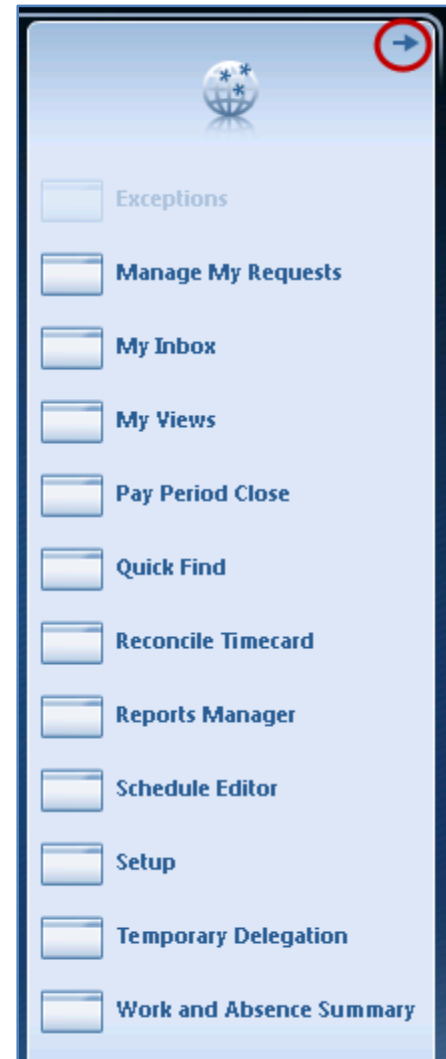 Exceptions
Manage My Requests
My Inbox
My Views
Pay Period Close
Quick Find
Reconcile Timecard
Reports Manager
Schedule Editor
Setup
Temporary Delegation
Work and Absence Summary